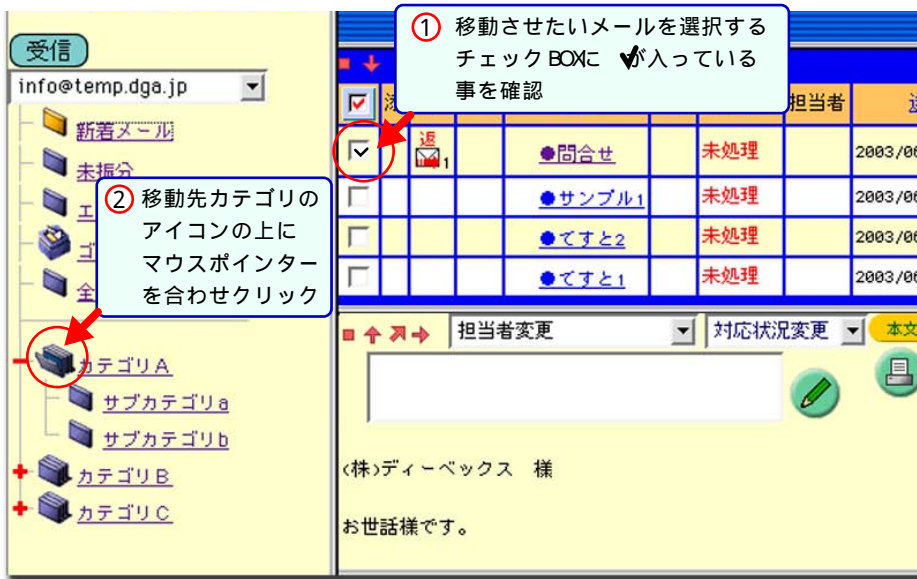 ① 移動させたいメールを選択する
チェックBOXに ✔が入っている
事を確認
受信
info@temp.dga.jp
新着メール
未振分
② 移動先カテゴリの
アイコンの上に
マウスポインター
を合わせクリック
カテゴリA
サブカテゴリa
サブカテゴリb
カテゴリB
カテゴリC
担当者
返 1 ●問合せ 未処理 2003/06
●サンプル1 未処理 2003/06
●てすと2 未処理 2003/06
●てすと1 未処理 2003/06
担当者変更 対応状況変更 本文
(株)ディーベックス 様
お世話様です。